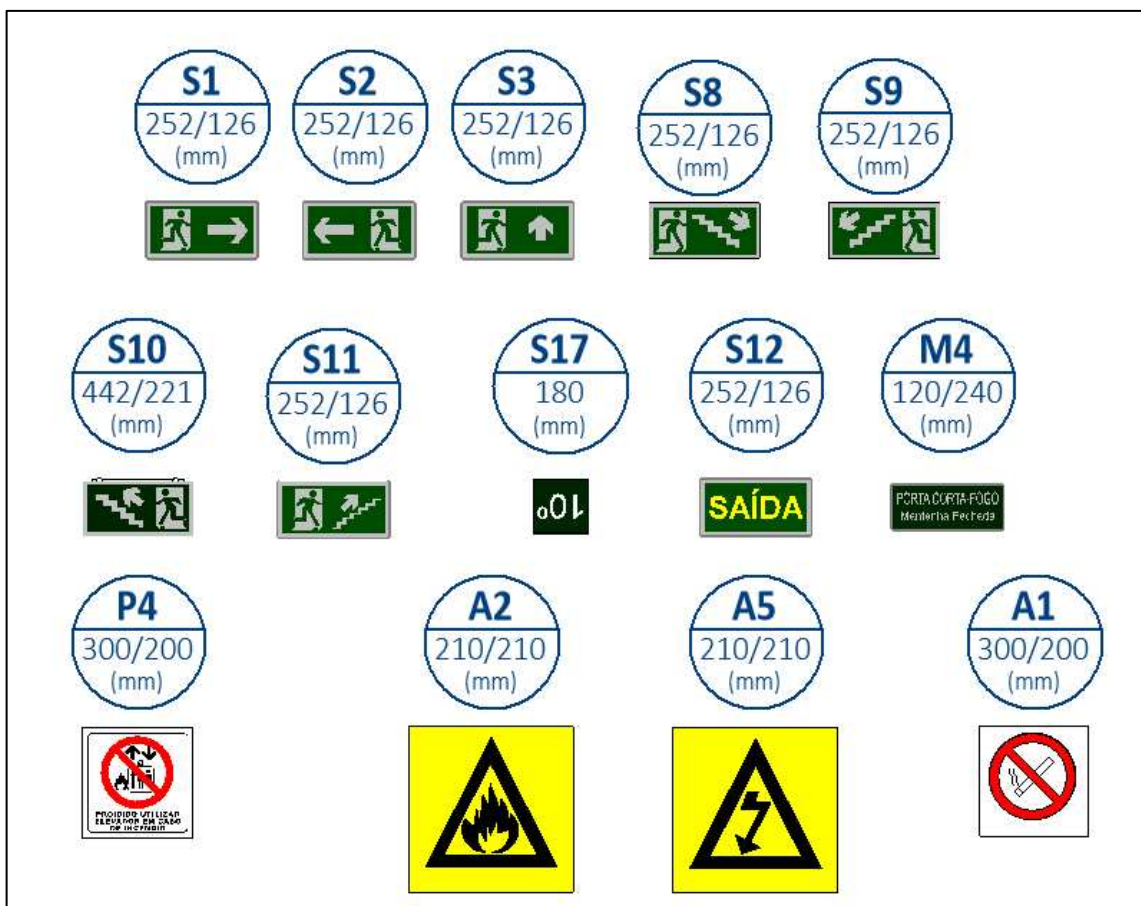 S1
252/126
(mm)
S2
252/126
(mm)
S3
252/126
(mm)
S8
252/126
(mm)
S9
252/126
(mm)
S10
442/221
(mm)
S11
252/126
(mm)
S17
180
(mm)
S12
252/126
(mm)
M4
120/240
(mm)
10º
SAÍDA
PORTA CORTA-FOGO
Mantenha Fechada
P4
300/200
(mm)
A2
210/210
(mm)
A5
210/210
(mm)
A1
300/200
(mm)
PROIDIDO UTILIZAR
ELEVADOR EM CASO
DE INCENDIO